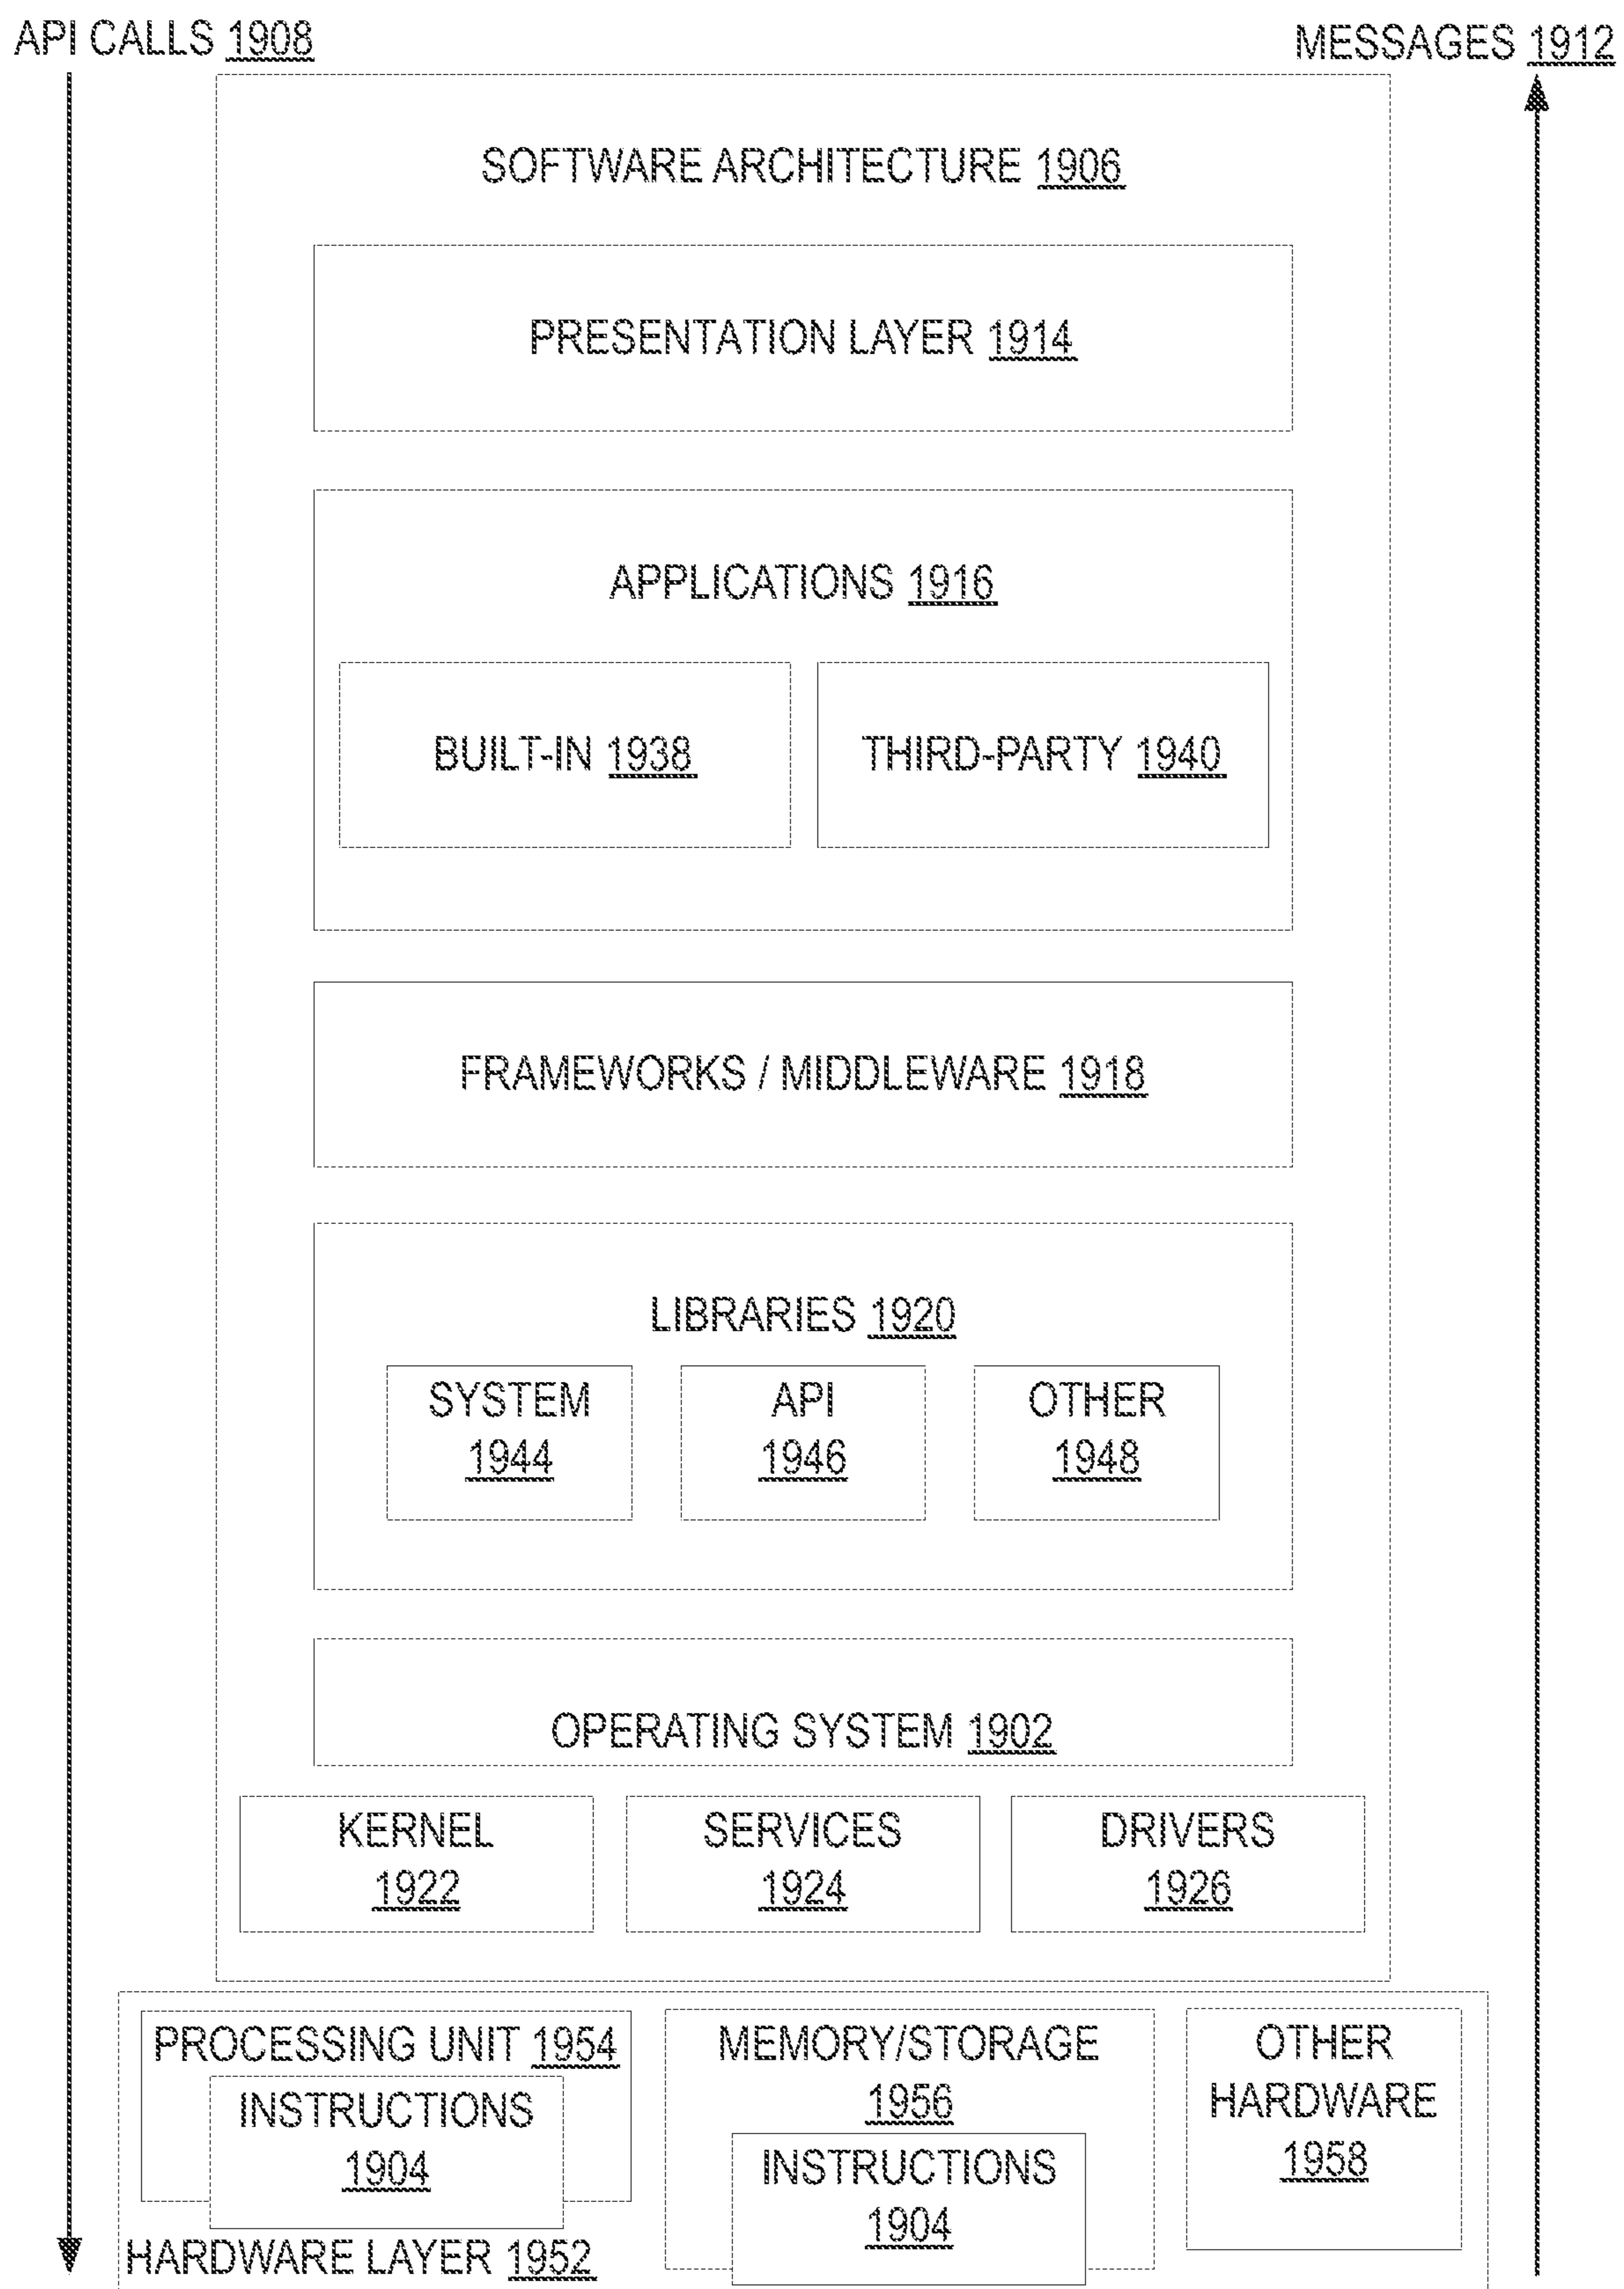 API CALLS 1908
MESSAGES 1912
SOFTWARE ARCHITECTURE 1906
PRESENTATION LAYER 1914
APPLICATIONS 1916
BUILT-IN 1938
THIRD-PARTY 1940
FRAMEWORKS / MIDDLEWARE 1918
LIBRARIES 1920
SYSTEM
1944
API
1946
OTHER
1948
OPERATING SYSTEM 1902
KERNEL
1922
SERVICES
1924
DRIVERS
1926
PROCESSING UNIT 1954
INSTRUCTIONS
1904
MEMORY/STORAGE
1956
INSTRUCTIONS
1904
OTHER
HARDWARE
1958
HARDWARE LAYER 1952